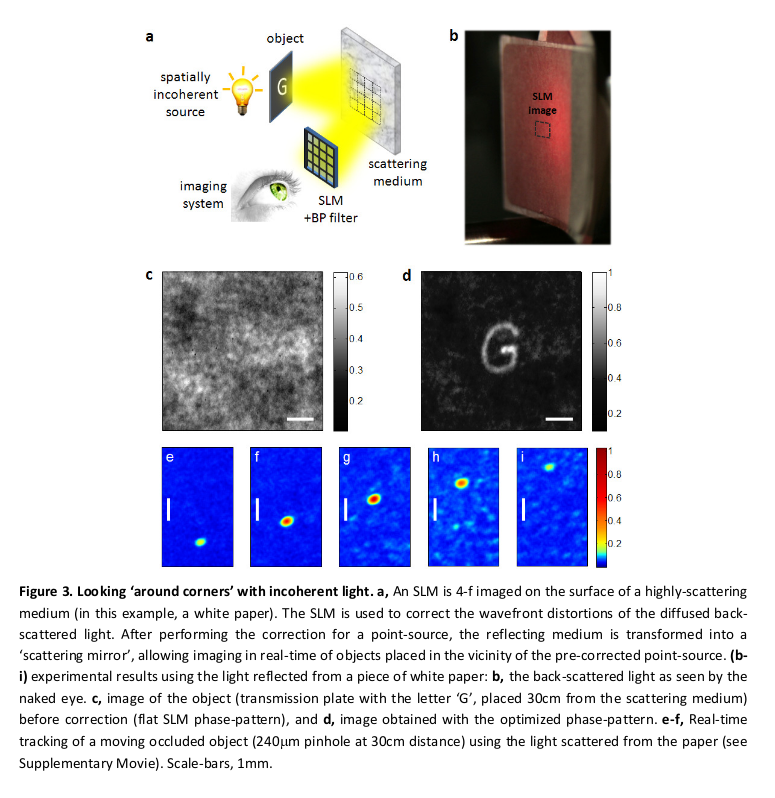 a
object
G
spatially
incoherent
source
imaging
system
SLM
+BP filter
scattering
medium
b
SLM
image
c
0.6
0.5
0.4
0.3
0.2
d
G
1
0.8
0.6
0.4
0.2
e
f
g
h
i
1
0.8
0.6
0.4
0.2
Figure 3. Looking ‘around corners’ with incoherent light. a, An SLM is 4-f imaged on the surface of a highly-scattering
medium (in this example, a white paper). The SLM is used to correct the wavefront distortions of the diffused back-
scattered light. After performing the correction for a point-source, the reflecting medium is transformed into a
‘scattering mirror’, allowing imaging in real-time of objects placed in the vicinity of the pre-corrected point-source. (b-
i) experimental results using the light reflected from a piece of white paper: b, the back-scattered light as seen by the
naked eye. c, image of the object (transmission plate with the letter ‘G’, placed 30cm from the scattering medium)
before correction (flat SLM phase-pattern), and d, image obtained with the optimized phase-pattern. e-f, Real-time
tracking of a moving occluded object (240μm pinhole at 30cm distance) using the light scattered from the paper (see
Supplementary Movie). Scale-bars, 1mm.